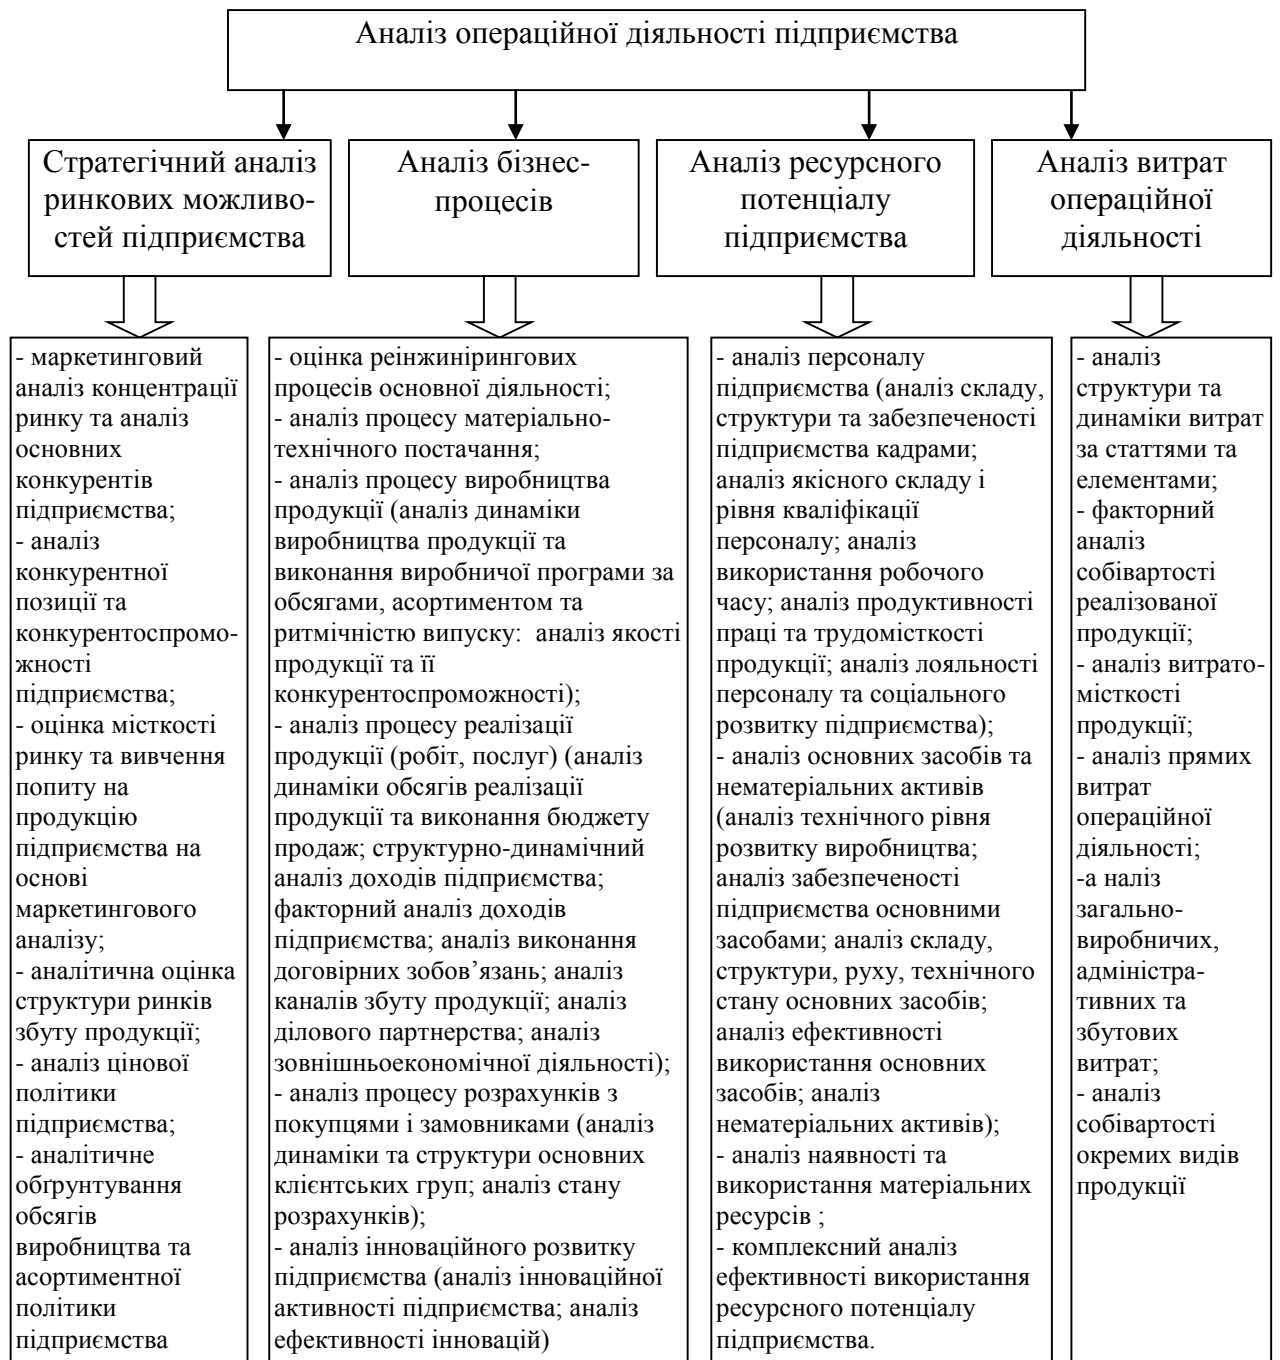 Аналіз операційної діяльності підприємства
Стратегічний аналіз
ринкових можливо-
стей підприємства
Аналіз бізнес-
процесів
Аналіз ресурсного
потенціалу
підприємства
Аналіз витрат
операційної
діяльності
- маркетинговий
аналіз концентрації
ринку та аналіз
основних
конкурентів
підприємства;
- аналіз
конкурентної
позиції та
конкурентоспромо-
жності
підприємства;
- оцінка місткості
ринку та вивчення
попиту на
продукцію
підприємства на
основі
маркетингового
аналізу;
- аналітична оцінка
структури ринків
збуту продукції;
- аналіз цінової
політики
підприємства;
- аналітичне
обґрунтування
обсягів
виробництва та
асортиментної
політики
підприємства
- оцінка реінжинірингових
процесів основної діяльності;
- аналіз процесу матеріально-
технічного постачання;
- аналіз процесу виробництва
продукції (аналіз динаміки
виробництва продукції та
виконання виробничої програми за
обсягами, асортиментом та
ритмічністю випуску:  аналіз якості
продукції та її
конкурентоспроможності);
- аналіз процесу реалізації
продукції (робіт, послуг) (аналіз
динаміки обсягів реалізації
продукції та виконання бюджету
продаж; структурно-динамічний
аналіз доходів підприємства;
факторний аналіз доходів
підприємства; аналіз виконання
договірних зобов’язань; аналіз
каналів збуту продукції; аналіз
ділового партнерства; аналіз
зовнішньоекономічної діяльності);
- аналіз процесу розрахунків з
покупцями і замовниками (аналіз
динаміки та структури основних
клієнтських груп; аналіз стану
розрахунків);
- аналіз інноваційного розвитку
підприємства (аналіз інноваційної
активності підприємства; аналіз
ефективності інновацій)
- аналіз персоналу
підприємства (аналіз складу,
структури та забезпеченості
підприємства кадрами;
аналіз якісного складу і
рівня кваліфікації
персоналу; аналіз
використання робочого
часу; аналіз продуктивності
праці та трудомісткості
продукції; аналіз лояльності
персоналу та соціального
розвитку підприємства);
- аналіз основних засобів та
нематеріальних активів
(аналіз технічного рівня
розвитку виробництва;
аналіз забезпеченості
підприємства основними
засобами; аналіз складу,
структури, руху, технічного
стану основних засобів;
аналіз ефективності
використання основних
засобів; аналіз
нематеріальних активів);
- аналіз наявності та
використання матеріальних
ресурсів ;
- комплексний аналіз
ефективності використання
ресурсного потенціалу
підприємства.
- аналіз
структури та
динаміки витрат
за статтями та
елементами;
- факторний
аналіз
собівартості
реалізованої
продукції;
- аналіз витрато-
місткості
продукції;
- аналіз прямих
витрат
операційної
діяльності;
-а наліз
загально-
виробничих,
адміністра-
тивних та
збутових
витрат;
- аналіз
собівартості
окремих видів
продукції